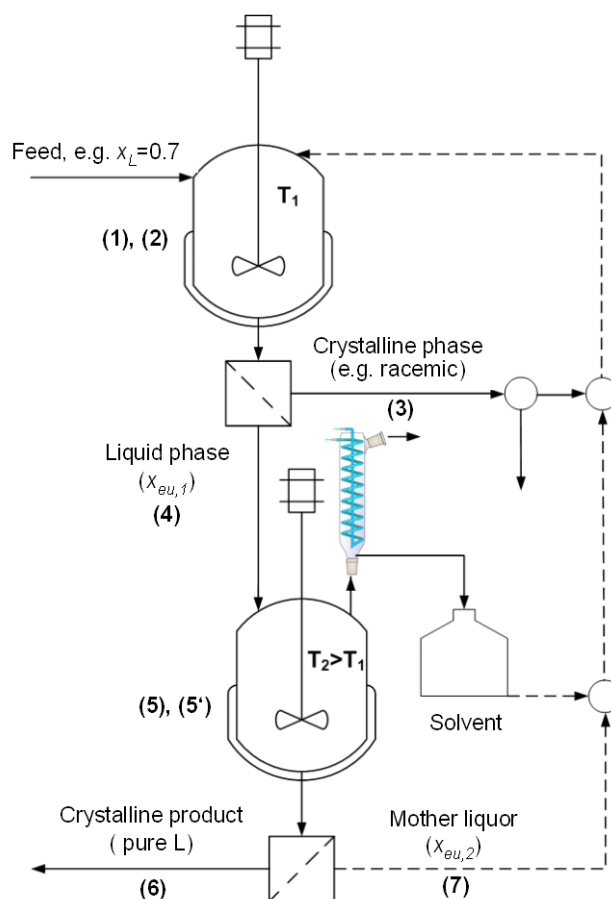 Feed, e.g. x_L=0.7
T₁
(1), (2)
Crystalline phase
(e.g. racemic)
(3)
Liquid phase
(x_eu,1)
(4)
T₂>T₁
(5), (5‘)
Solvent
Crystalline product
( pure L)
(6)
Mother liquor
(x_eu,2)
(7)